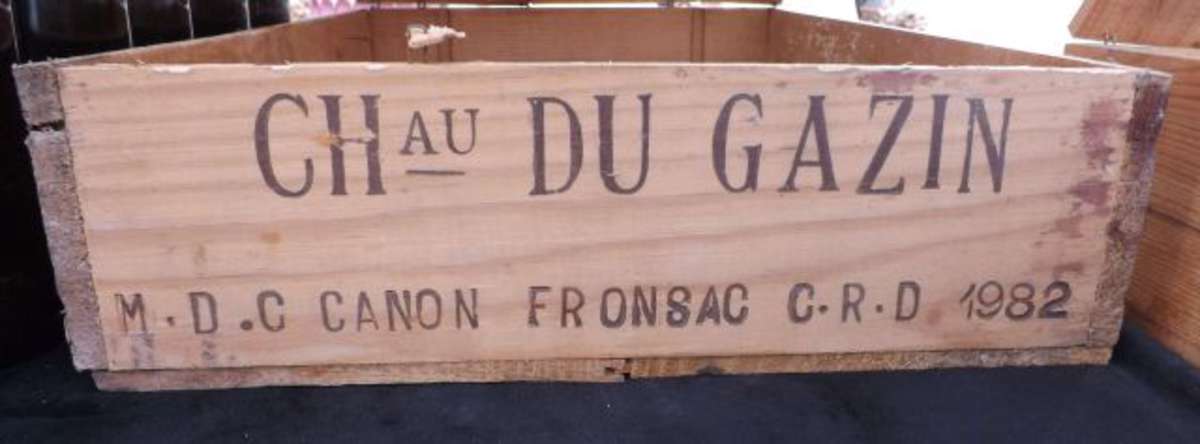 CHAU DU GAZIN
M.D.C CANON FRONSAC C.R.D 1982